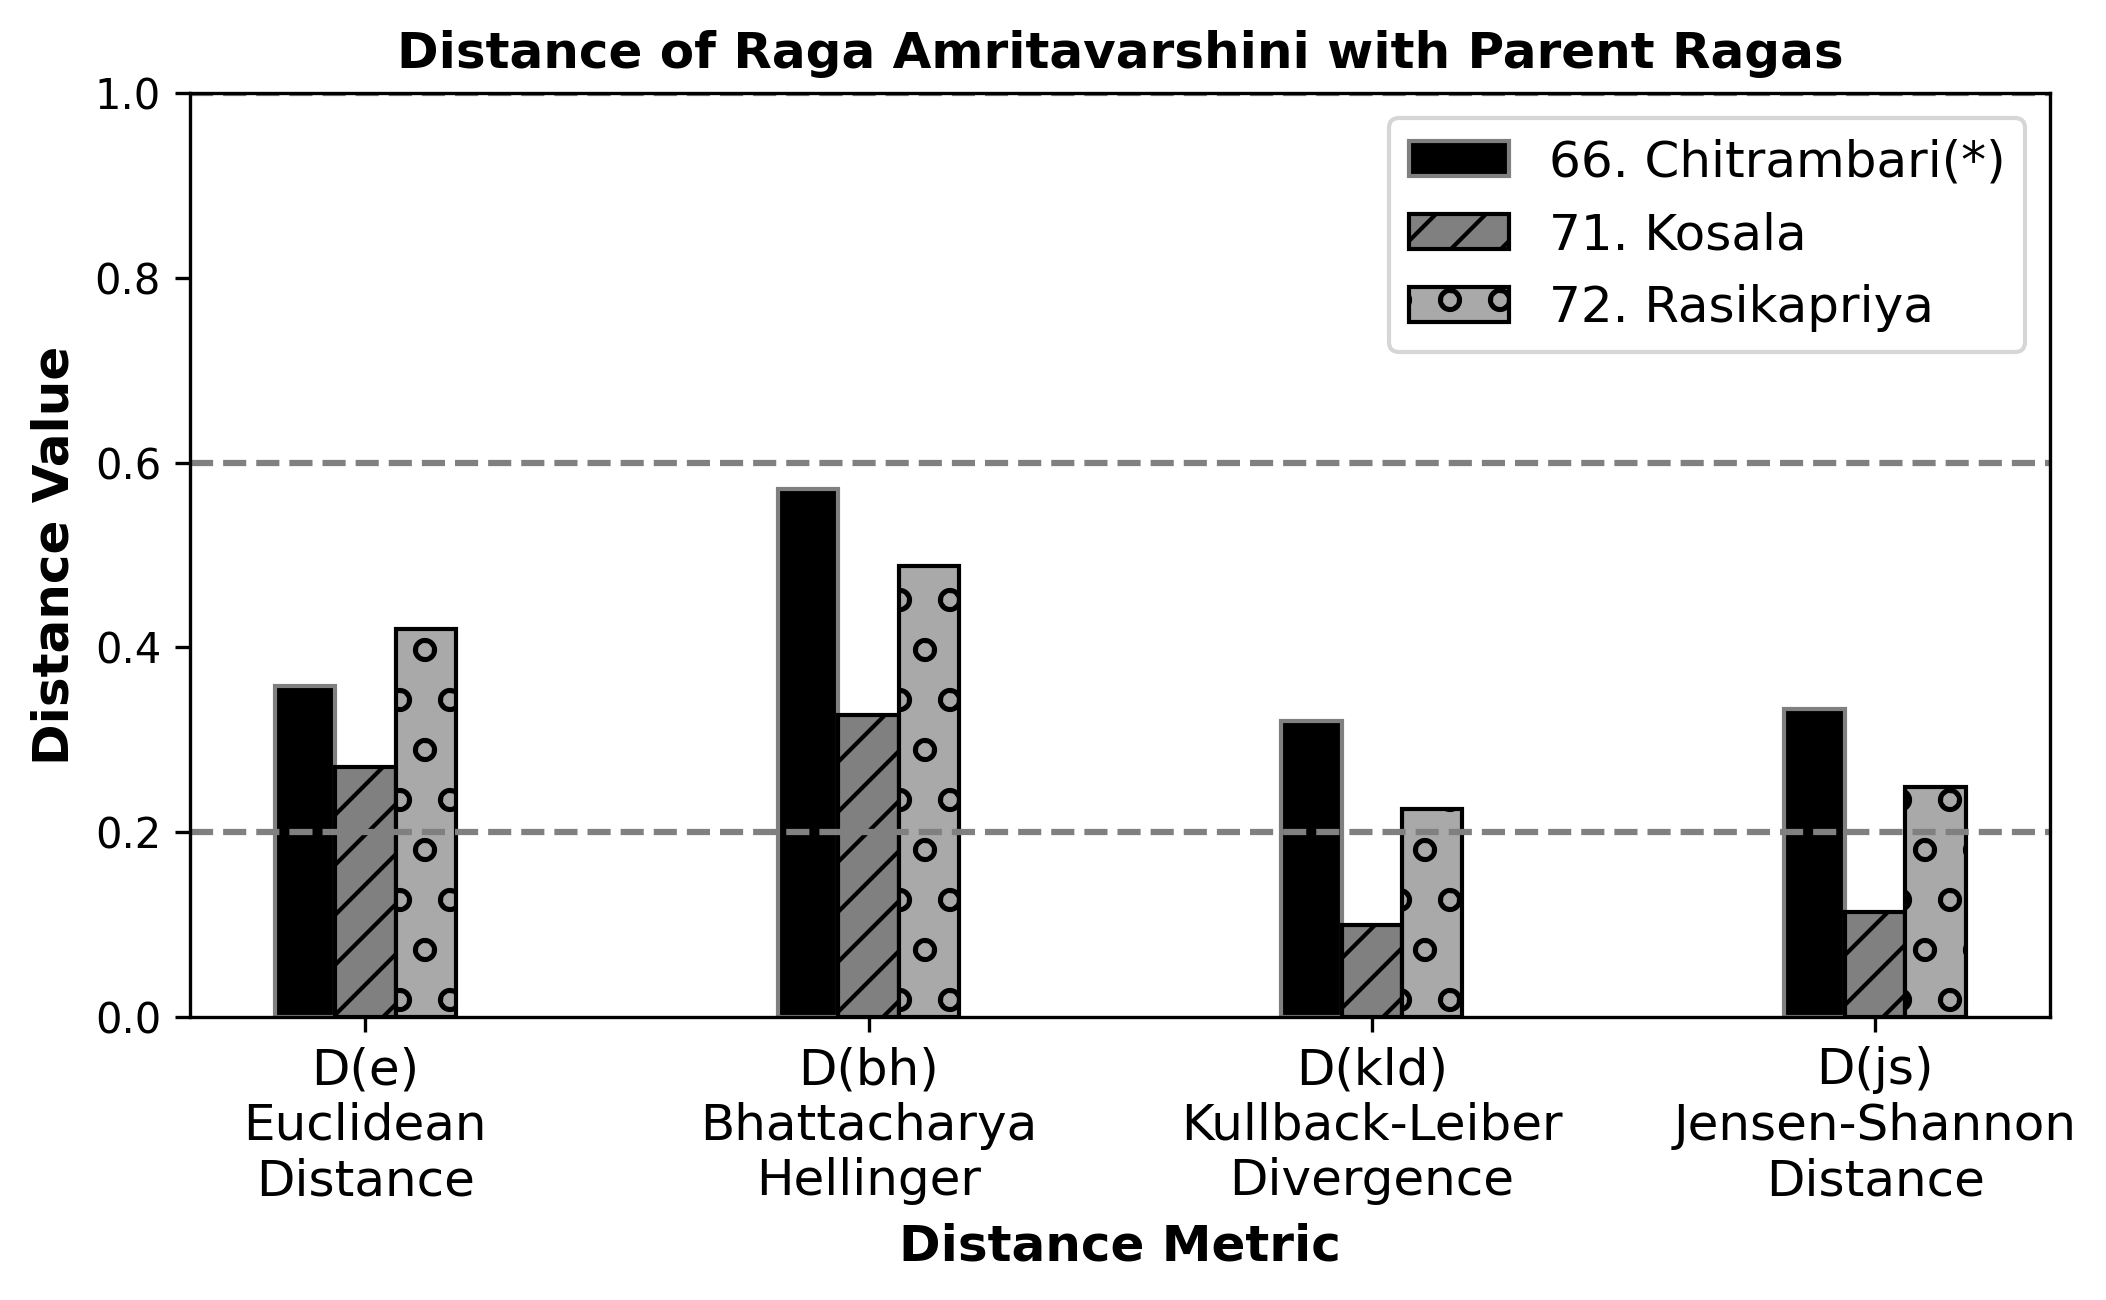 Distance of Raga Amritavarshini with Parent Ragas
1.0
0.8
0.6
0.4
0.2
0.0
Distance Value
66. Chitrambari(*)
71. Kosala
72. Rasikapriya
D(e)
Euclidean
Distance
D(bh)
Bhattacharya
Hellinger
D(kld)
Kullback-Leiber
Divergence
D(js)
Jensen-Shannon
Distance
Distance Metric